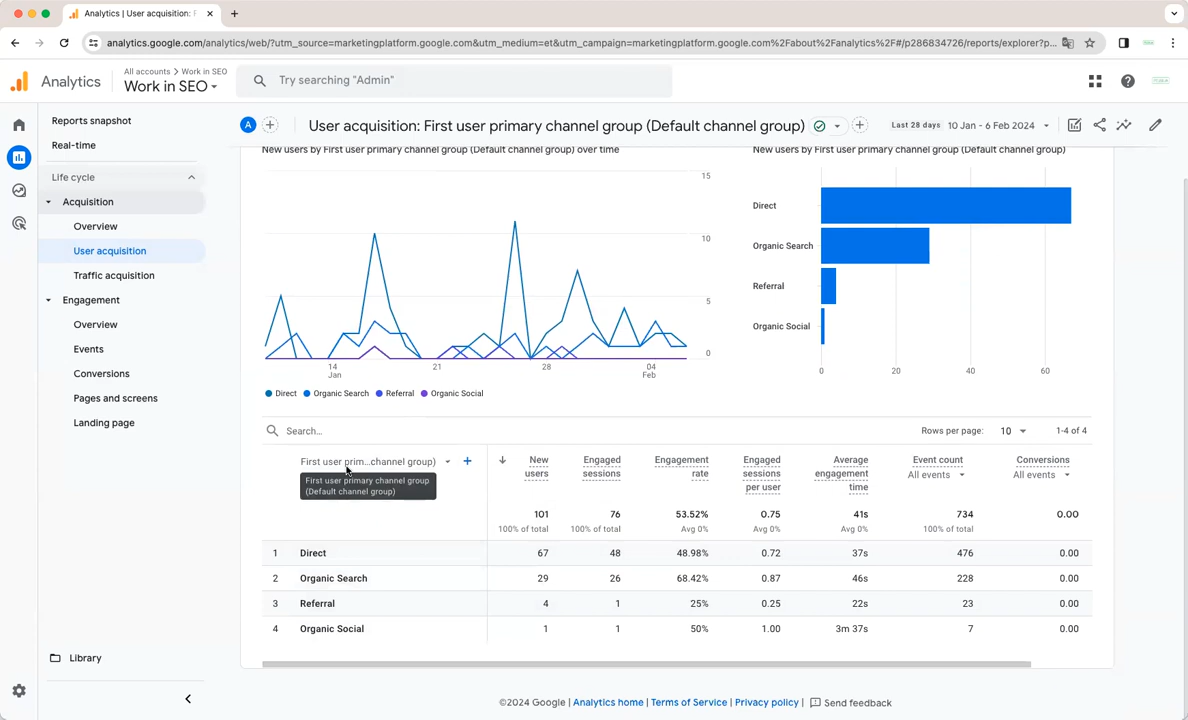 Analytics | User acquisition: F
analytics.google.com/analytics/web/?utm_source=marketingplatform.google.com&utm_medium=et&utm_campaign=marketingplatform.google.com%2Fabout%2Fanalytics%2F#/p286834726/reports/explorer?p...
Analytics
All accounts > Work in SEO
Work in SEO
Try searching "Admin"
Reports snapshot
Real-time
Life cycle
Acquisition
Overview
User acquisition
Traffic acquisition
Engagement
Overview
Events
Conversions
Pages and screens
Landing page
Library
A
User acquisition: First user primary channel group (Default channel group)
Last 28 days 10 Jan - 6 Feb 2024
New users by First user primary channel group (Default channel group) over time
15
10
5
0
14 21 28 04
Jan Feb
Direct Organic Search Referral Organic Social
New users by First user primary channel group (Default channel group)
Direct
Organic Search
Referral
Organic Social
0 20 40 60
Search...
Rows per page: 10 1-4 of 4
First user prim...channel group)
First user primary channel group
(Default channel group)
New users
Engaged sessions
Engagement rate
Engaged sessions per user
Average engagement time
Event count
All events
Conversions
All events
101 76 53.52% 0.75 41s 734 0.00
100% of total 100% of total Avg 0% Avg 0% Avg 0% 100% of total
1 Direct 67 48 48.98% 0.72 37s 476 0.00
2 Organic Search 29 26 68.42% 0.87 46s 228 0.00
3 Referral 4 1 25% 0.25 22s 23 0.00
4 Organic Social 1 1 50% 1.00 3m 37s 7 0.00
©2024 Google | Analytics home | Terms of Service | Privacy policy | Send feedback